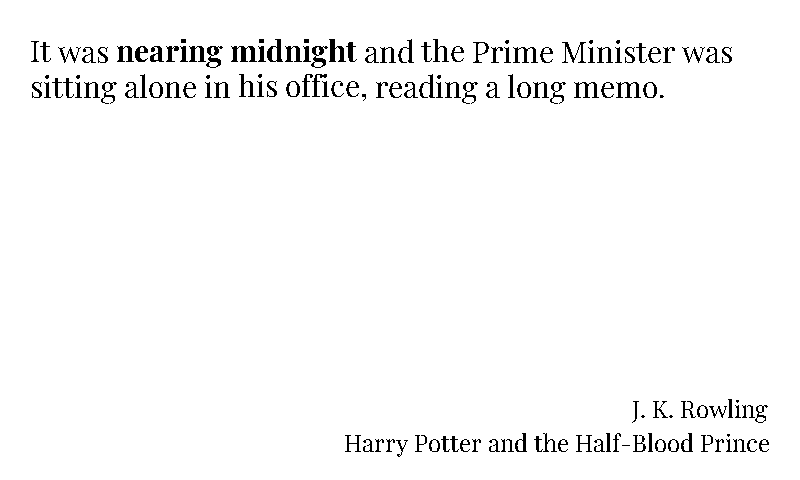 It was nearing midnight and the Prime Minister was
sitting alone in his office, reading a long memo.
J. K. Rowling
Harry Potter and the Half-Blood Prince